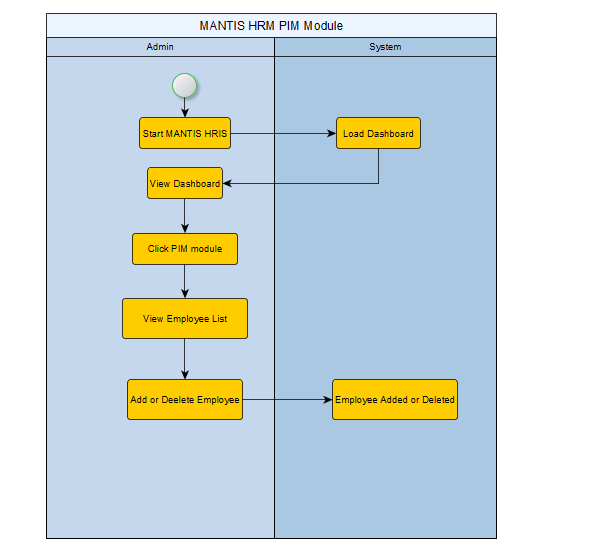 MANTIS HRM PIM Module
Admin
System
Start MANTIS HRIS
Load Dashboard
View Dashboard
Click PIM module
View Employee List
Add or Deelete Employee
Employee Added or Deleted